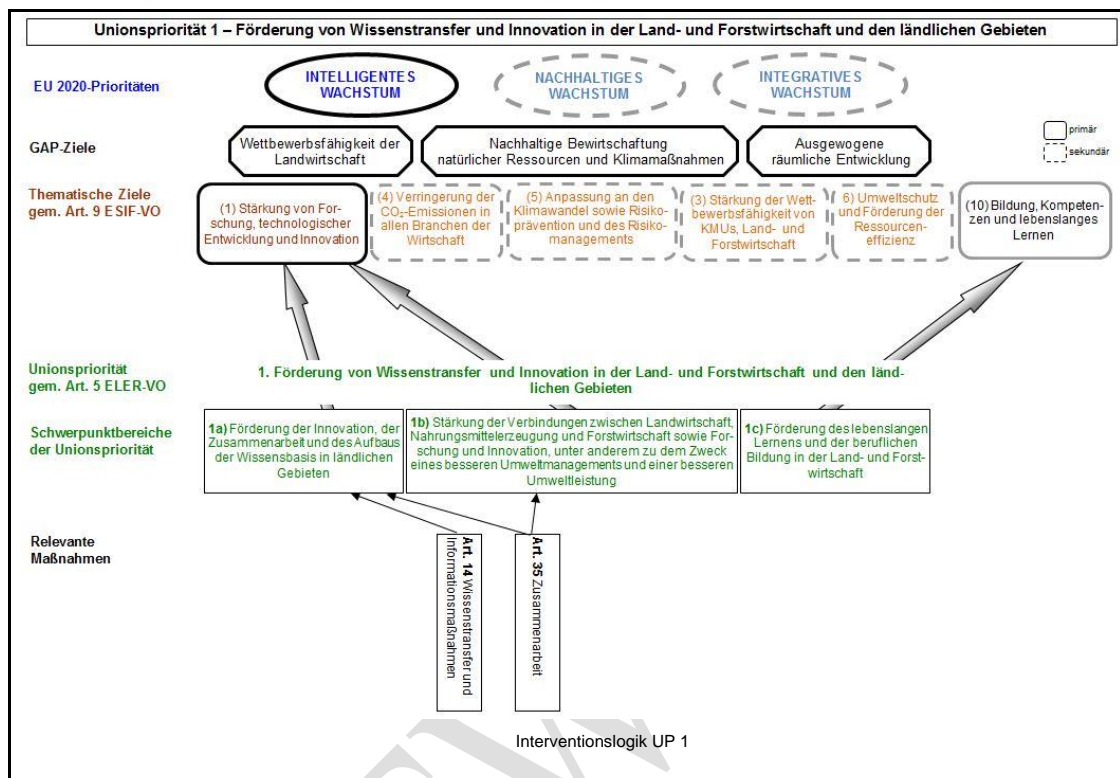 Unionspriorität 1 – Förderung von Wissenstransfer und Innovation in der Land- und Forstwirtschaft und den ländlichen Gebieten
EU 2020-Prioritäten
INTELLIGENTES
WACHSTUM
NACHHALTIGES
WACHSTUM
INTEGRATIVES
WACHSTUM
GAP-Ziele
Wettbewerbsfähigkeit der
Landwirtschaft
Nachhaltige Bewirtschaftung
natürlicher Ressourcen und Klimamaßnahmen
Ausgewogene
räumliche Entwicklung
primär
sekundär
Thematische Ziele
gem. Art. 9 ESIF-VO
(1) Stärkung von For-
schung, technologischer
Entwicklung und Innovation
(4) Verringerung der
CO₂-Emissionen in
allen Branchen der
Wirtschaft
(5) Anpassung an den
Klimawandel sowie Risiko-
prävention und des Risiko-
managements
(3) Stärkung der Wett-
bewerbsfähigkeit von
KMUs, Land- und
Forstwirtschaft
6) Umweltschutz
und Förderung der
Ressourcen-
effizienz
(10) Bildung, Kompeten-
zen und lebenslanges
Lernen
Unionspriorität
gem. Art. 5 ELER-VO
1. Förderung von Wissenstransfer und Innovation in der Land- und Forstwirtschaft und den länd-
lichen Gebieten
Schwerpunktbereiche
der Unionspriorität
1a) Förderung der Innovation, der
Zusammenarbeit und des Aufbaus
der Wissensbasis in ländlichen
Gebieten
1b) Stärkung der Verbindungen zwischen Landwirtschaft,
Nahrungsmittelerzeugung und Forstwirtschaft sowie For-
schung und Innovation, unter anderem zu dem Zweck
eines besseren Umweltmanagements und einer besseren
Umweltleistung
1c) Förderung des lebenslangen
Lernens und der beruflichen
Bildung in der Land- und Forst-
wirtschaft
Relevante
Maßnahmen
Art. 14 Wissenstransfer und
Informationsmaßnahmen
Art. 35 Zusammenarbeit
Interventionslogik UP 1